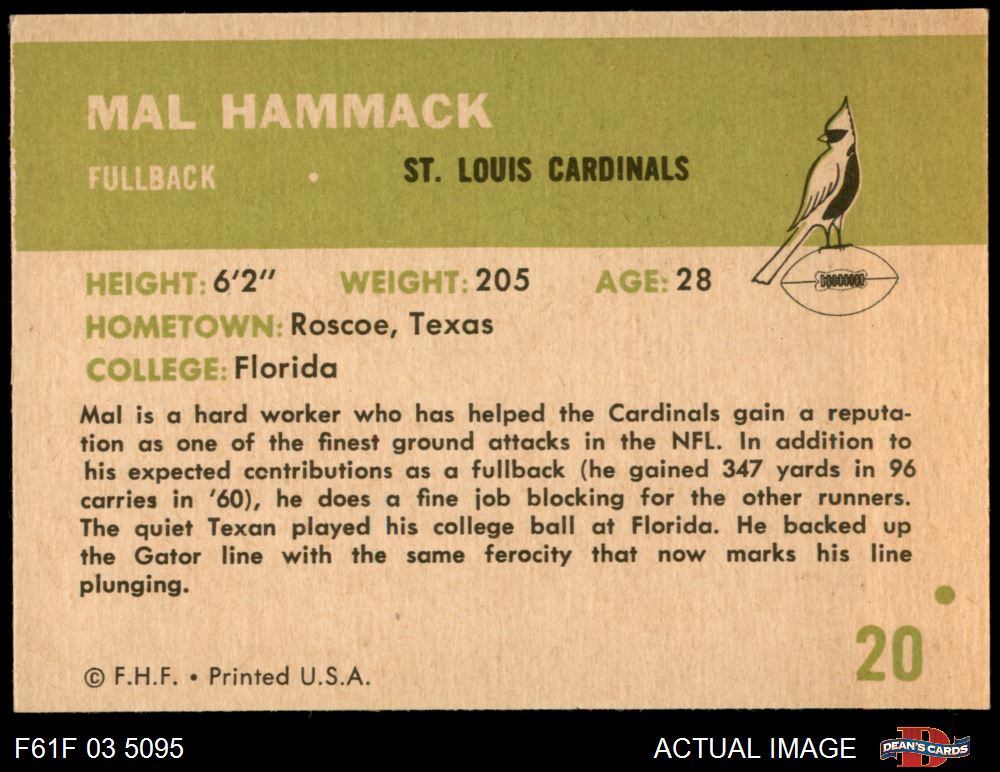 MAL HAMMACK
FULLBACK • ST. LOUIS CARDINALS
HEIGHT: 6'2" WEIGHT: 205 AGE: 28
HOMETOWN: Roscoe, Texas
COLLEGE: Florida
Mal is a hard worker who has helped the Cardinals gain a reputa-
tion as one of the finest ground attacks in the NFL. In addition to
his expected contributions as a fullback (he gained 347 yards in 96
carries in '60), he does a fine job blocking for the other runners.
The quiet Texan played his college ball at Florida. He backed up
the Gator line with the same ferocity that now marks his line
plunging.
20
© F.H.F. • Printed U.S.A.
F61F 03 5095 ACTUAL IMAGE DEAN'S CARDS